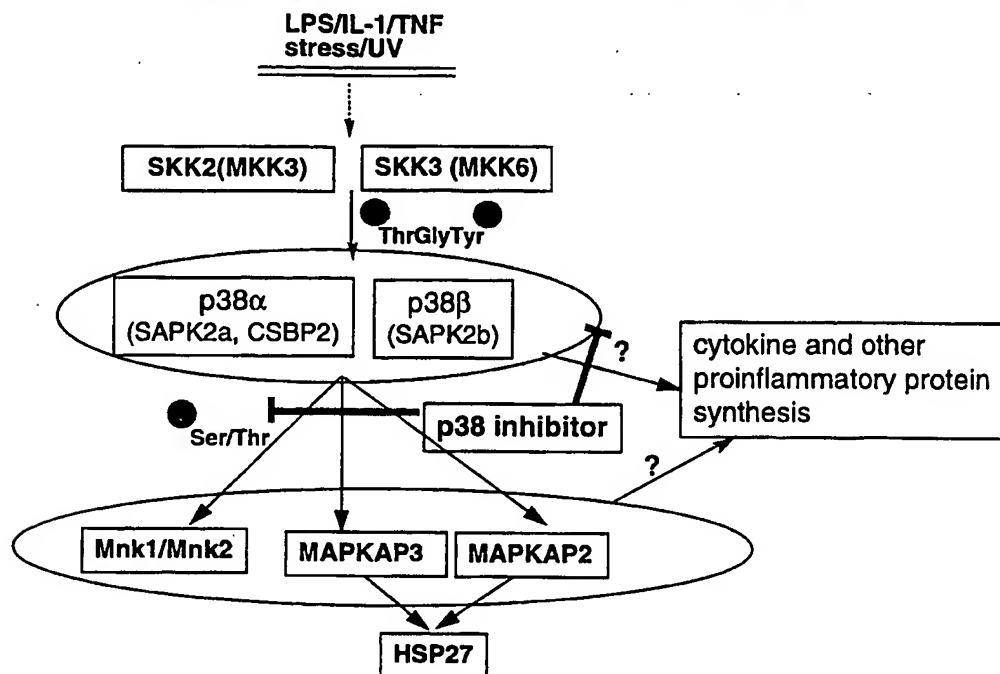 LPS/IL-1/TNF
stress/UV
SKK2(MKK3)
SKK3 (MKK6)
ThrGlyTyr
p38α
(SAPK2a, CSBP2)
p38β
(SAPK2b)
?
cytokine and other
proinflammatory protein
synthesis
p38 inhibitor
Ser/Thr
?
Mnk1/Mnk2
MAPKAP3
MAPKAP2
HSP27